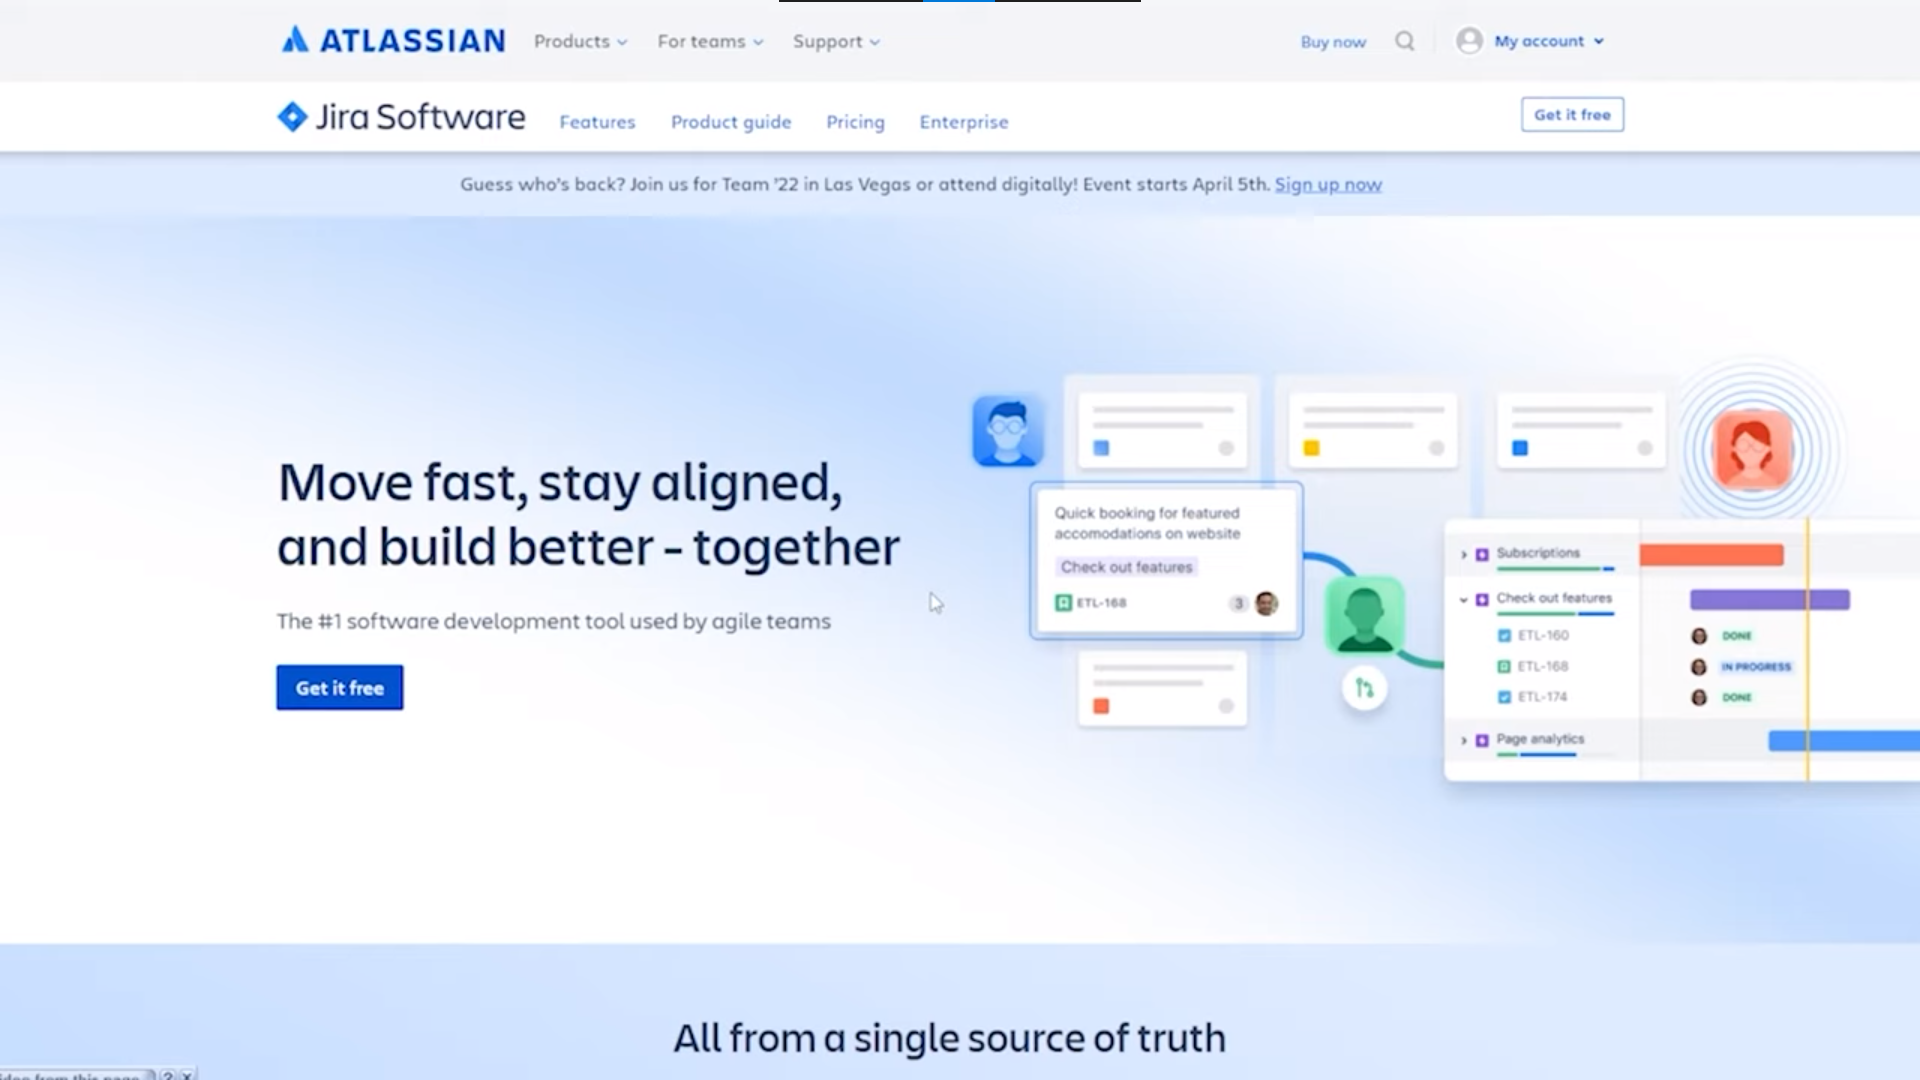 ATLASSIAN Products For teams Support Buy now My account
Jira Software Features Product guide Pricing Enterprise Get it free
Guess who's back? Join us for Team '22 in Las Vegas or attend digitally! Event starts April 5th. Sign up now
Move fast, stay aligned,
and build better - together
The #1 software development tool used by agile teams
Get it free
Quick booking for featured
accomodations on website
Check out features
ETL-168 3
Subscriptions
Check out features
ETL-160 DONE
ETL-168 IN PROGRESS
ETL-174 DONE
Page analytics
All from a single source of truth
from this page ? X